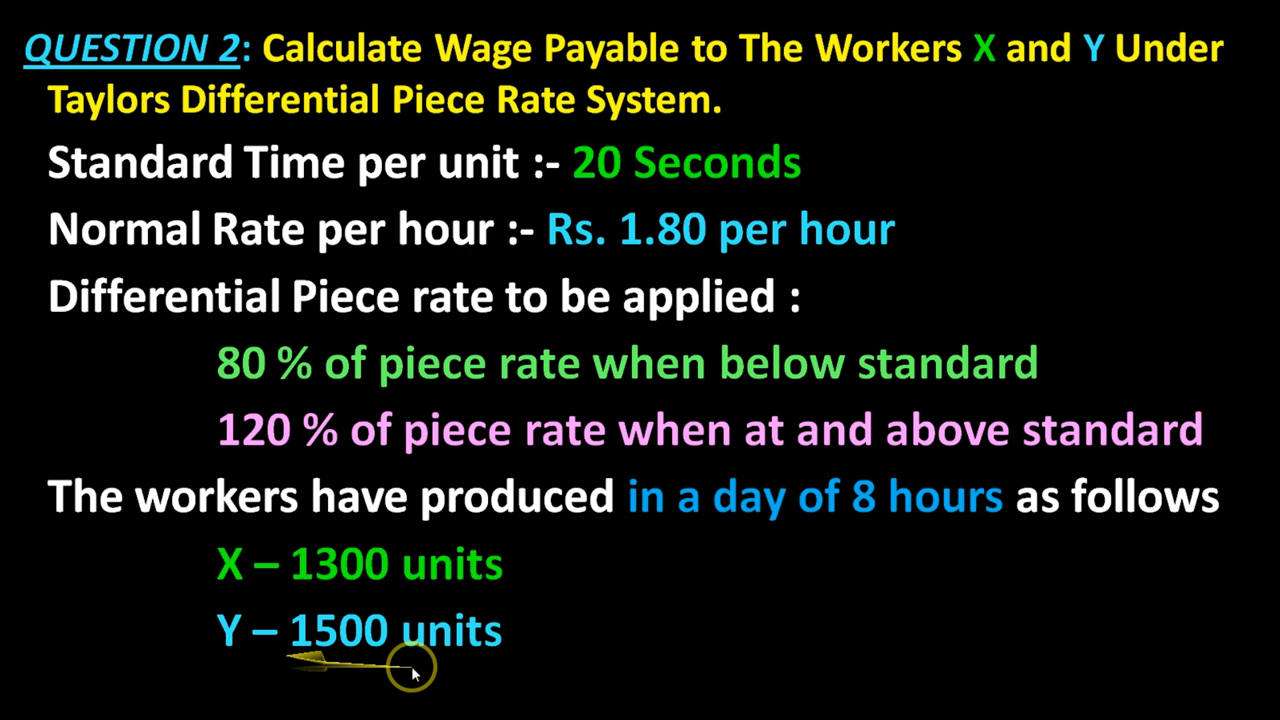 QUESTION 2: Calculate Wage Payable to The Workers X and Y Under
Taylors Differential Piece Rate System.
Standard Time per unit :- 20 Seconds
Normal Rate per hour :- Rs. 1.80 per hour
Differential Piece rate to be applied :
80 % of piece rate when below standard
120 % of piece rate when at and above standard
The workers have produced in a day of 8 hours as follows
X – 1300 units
Y – 1500 units